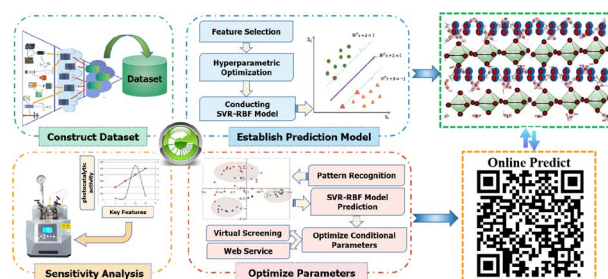 Dataset
Construct Dataset
Feature Selection
Hyperparametric
Optimization
Conducting
SVR-RBF Model
Establish Prediction Model
photocatalytic
activity
Key Features
Sensitivity Analysis
Pattern Recognition
SVR-RBF Model
Prediction
Virtual Screening
Web Service
Optimize Conditional
Parameters
Optimize Parameters
Online Predict